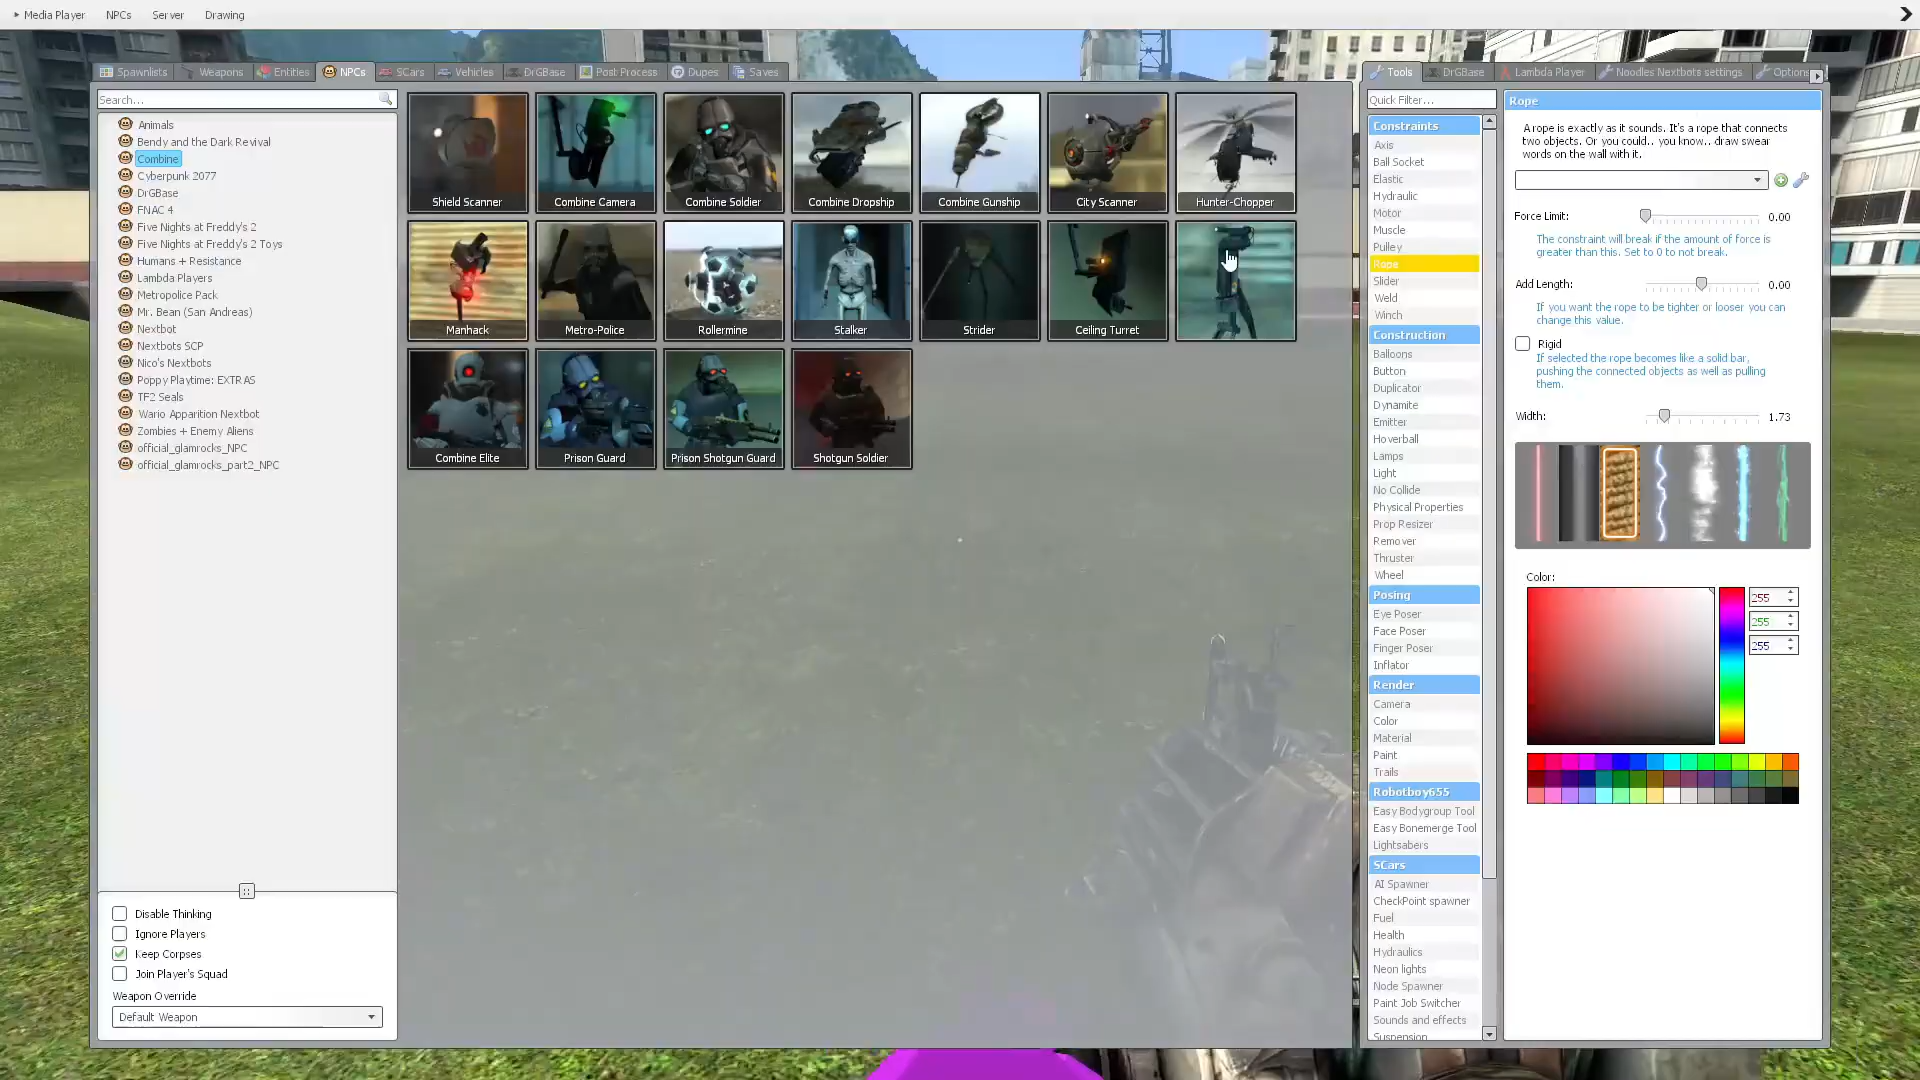 Media Player NPCs Server Drawing
Spawnlists Weapons Entities NPCs SCars Vehicles DrGBase Post Process Dupes Saves
Search...
Animals
Bendy and the Dark Revival
Combine
Cyberpunk 2077
DrGBase
FNAC 4
Five Nights at Freddy's 2
Five Nights at Freddy's 2 Toys
Humans + Resistance
Lambda Players
Metropolice Pack
Mr. Bean (San Andreas)
Nextbot
Nextbots SCP
Nico's Nextbots
Poppy Playtime: EXTRAS
TF2 Seals
Wario Apparition Nextbot
Zombies + Enemy Aliens
official_glamrocks_NPC
official_glamrocks_part2_NPC
Disable Thinking
Ignore Players
Keep Corpses
Join Player's Squad
Weapon Override
Default Weapon
Shield Scanner Combine Camera Combine Soldier Combine Dropship Combine Gunship City Scanner Hunter-Chopper
Manhack Metro-Police Rollermine Stalker Strider Ceiling Turret
Combine Elite Prison Guard Prison Shotgun Guard Shotgun Soldier
Tools DrGBase Lambda Player Noodles Nextbots settings Options
Quick Filter...
Constraints
Axis
Ball Socket
Elastic
Hydraulic
Motor
Muscle
Pulley
Rope
Slider
Weld
Winch
Construction
Balloons
Button
Duplicator
Dynamite
Emitter
Hoverball
Lamps
Light
No Collide
Physical Properties
Prop Resizer
Remover
Thruster
Wheel
Posing
Eye Poser
Face Poser
Finger Poser
Inflator
Render
Camera
Color
Material
Paint
Trails
Robotboy655
Easy Bodygroup Tool
Easy Bonemerge Tool
Lightsabers
SCars
AI Spawner
CheckPoint spawner
Fuel
Health
Hydraulics
Neon lights
Node Spawner
Paint Job Switcher
Sounds and effects
Suspension
Rope
A rope is exactly as it sounds. It's a rope that connects
two objects. Or you could.. you know.. draw swear
words on the wall with it.
Force Limit: 0.00
The constraint will break if the amount of force is
greater than this. Set to 0 to not break.
Add Length: 0.00
If you want the rope to be tighter or looser you can
change this value.
Rigid
If selected the rope becomes like a solid bar,
pushing the connected objects as well as pulling
them.
Width: 1.73
Color:
255
255
255